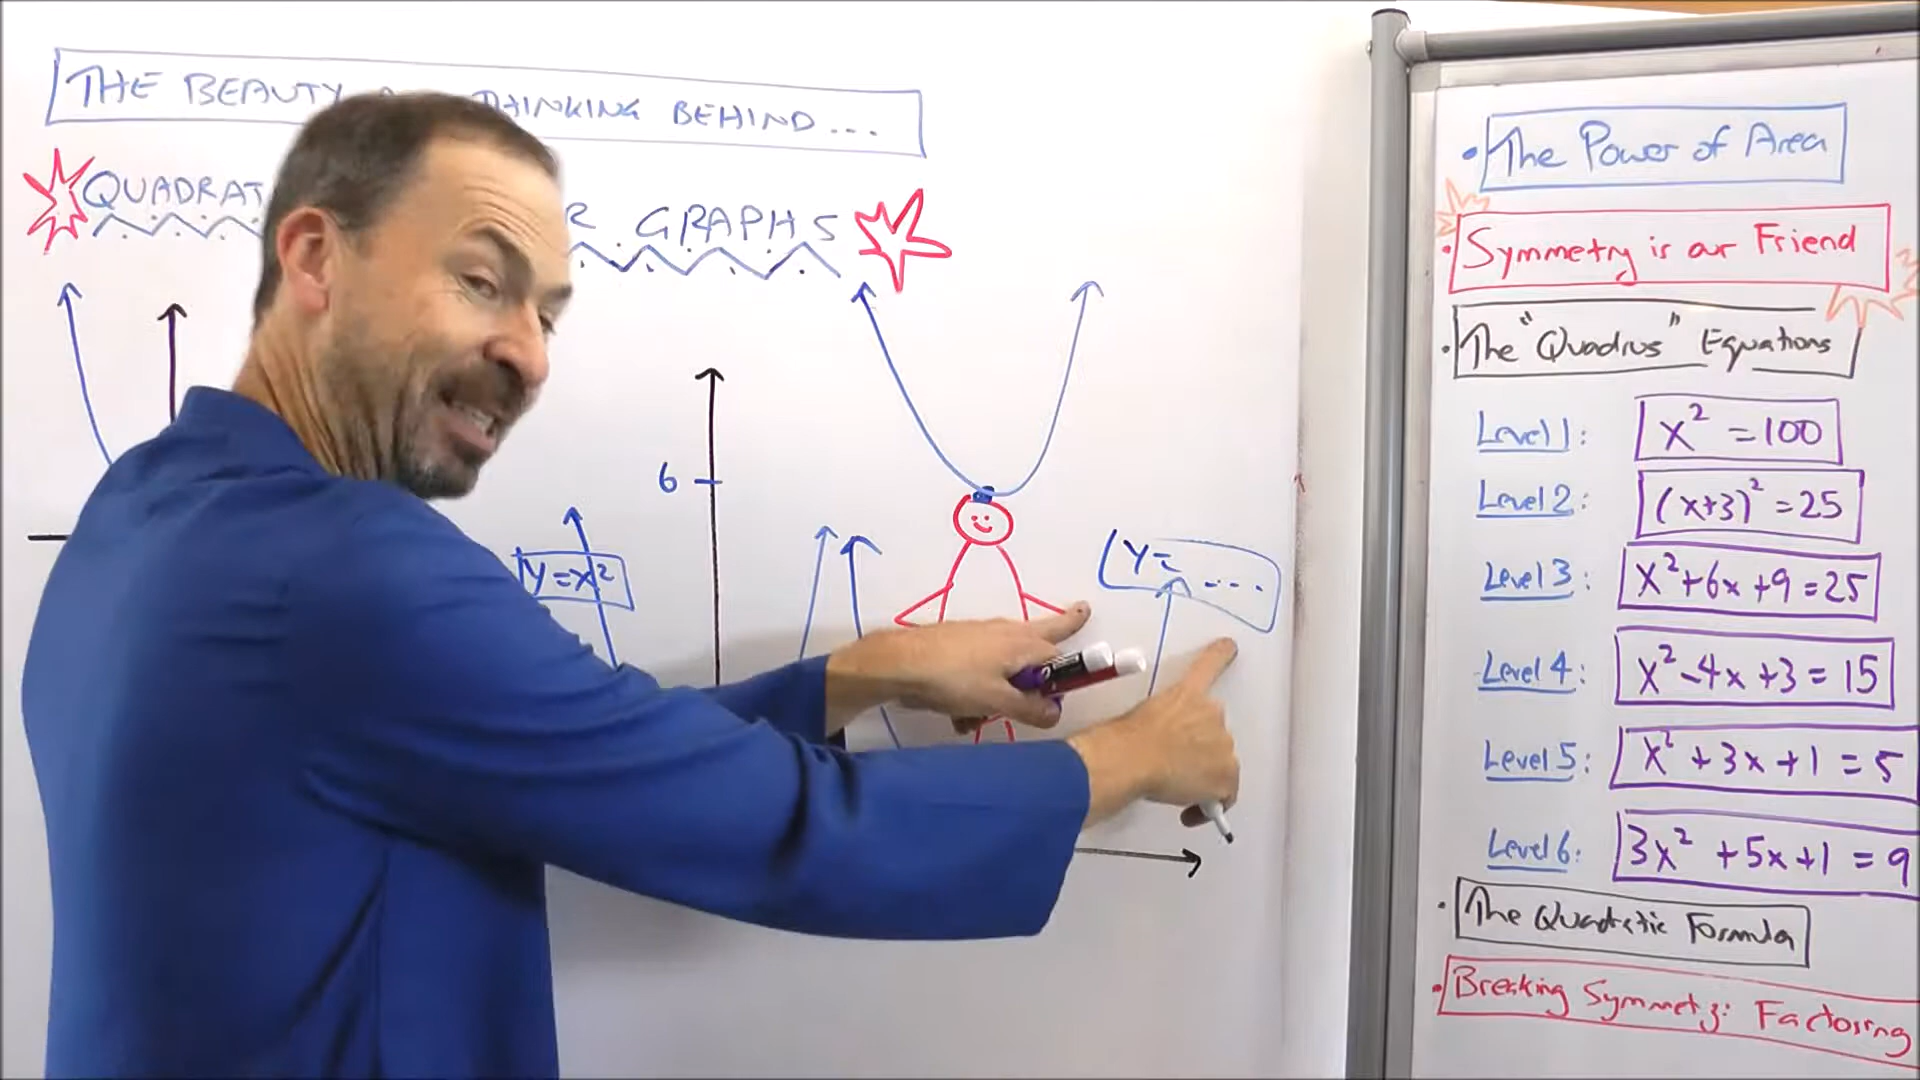 THE BEAUTY THINKING BEHIND...
QUADRAT R GRAPHS
6
y=x²
y= ...
• The Power of Area
• Symmetry is our Friend
• The "Quadrus" Equations
Level 1: x² = 100
Level 2: (x+3)² = 25
Level 3: x²+6x+9=25
Level 4: x²-4x+3=15
Level 5: x²+3x+1=5
Level 6: 3x²+5x+1=9
• The Quadratic Formula
• Breaking Symmetry: Factoring